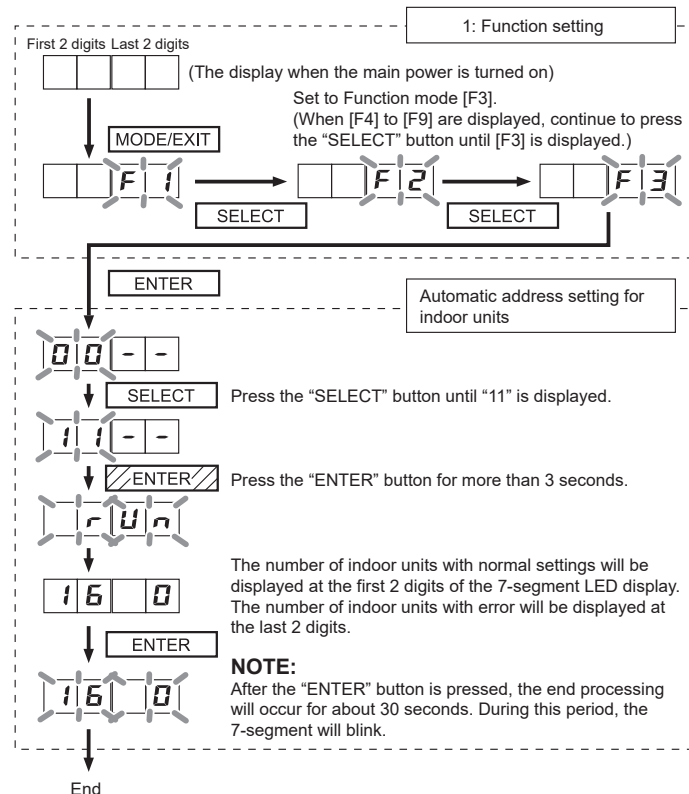 1: Function setting
First 2 digits Last 2 digits
(The display when the main power is turned on)
Set to Function mode [F3].
(When [F4] to [F9] are displayed, continue to press
the “SELECT” button until [F3] is displayed.)
MODE/EXIT
F 1
F 2
F 3
SELECT
SELECT
ENTER
Automatic address setting for
indoor units
0 0 - -
SELECT
Press the “SELECT” button until “11” is displayed.
1 1 - -
ENTER
Press the “ENTER” button for more than 3 seconds.
r U n
The number of indoor units with normal settings will be
displayed at the first 2 digits of the 7-segment LED display.
The number of indoor units with error will be displayed at
the last 2 digits.
1 6 0
ENTER
NOTE:
After the “ENTER” button is pressed, the end processing
will occur for about 30 seconds. During this period, the
7-segment will blink.
1 6 0
End